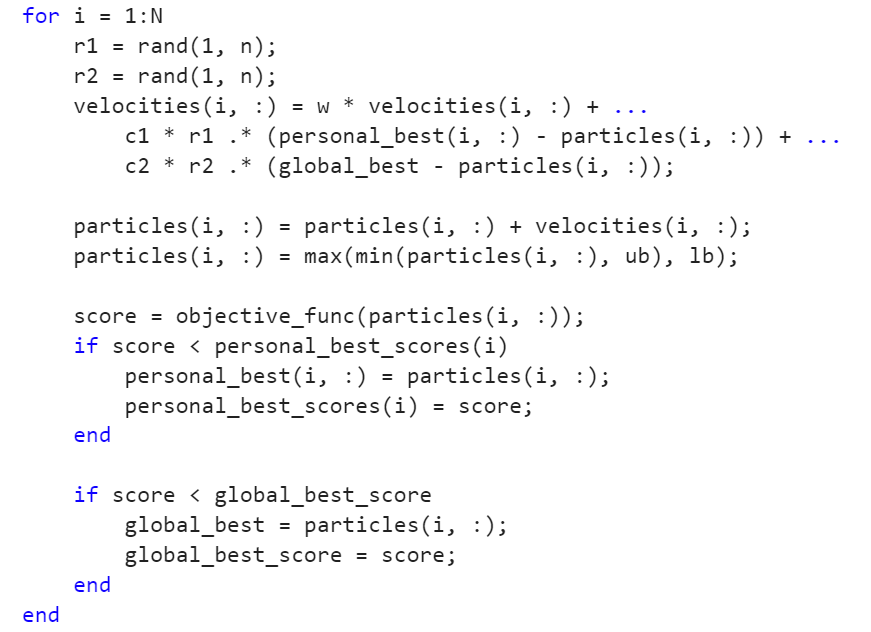 for i = 1:N
    r1 = rand(1, n);
    r2 = rand(1, n);
    velocities(i, :) = w * velocities(i, :) + ...
        c1 * r1 .* (personal_best(i, :) - particles(i, :)) + ...
        c2 * r2 .* (global_best - particles(i, :));

    particles(i, :) = particles(i, :) + velocities(i, :);
    particles(i, :) = max(min(particles(i, :), ub), lb);

    score = objective_func(particles(i, :));
    if score < personal_best_scores(i)
        personal_best(i, :) = particles(i, :);
        personal_best_scores(i) = score;
    end

    if score < global_best_score
        global_best = particles(i, :);
        global_best_score = score;
    end
end